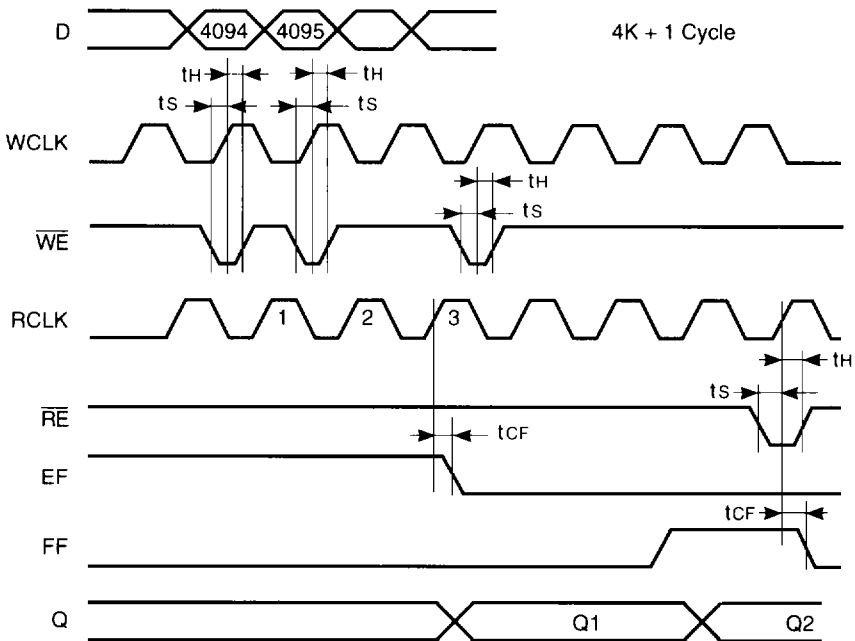 D 4094 4095 4K + 1 Cycle
tH tH
tS tS
WCLK
tH
tS
WE
RCLK 1 2 3
tH
tS
RE
tCF
EF
tCF
FF
Q Q1 Q2